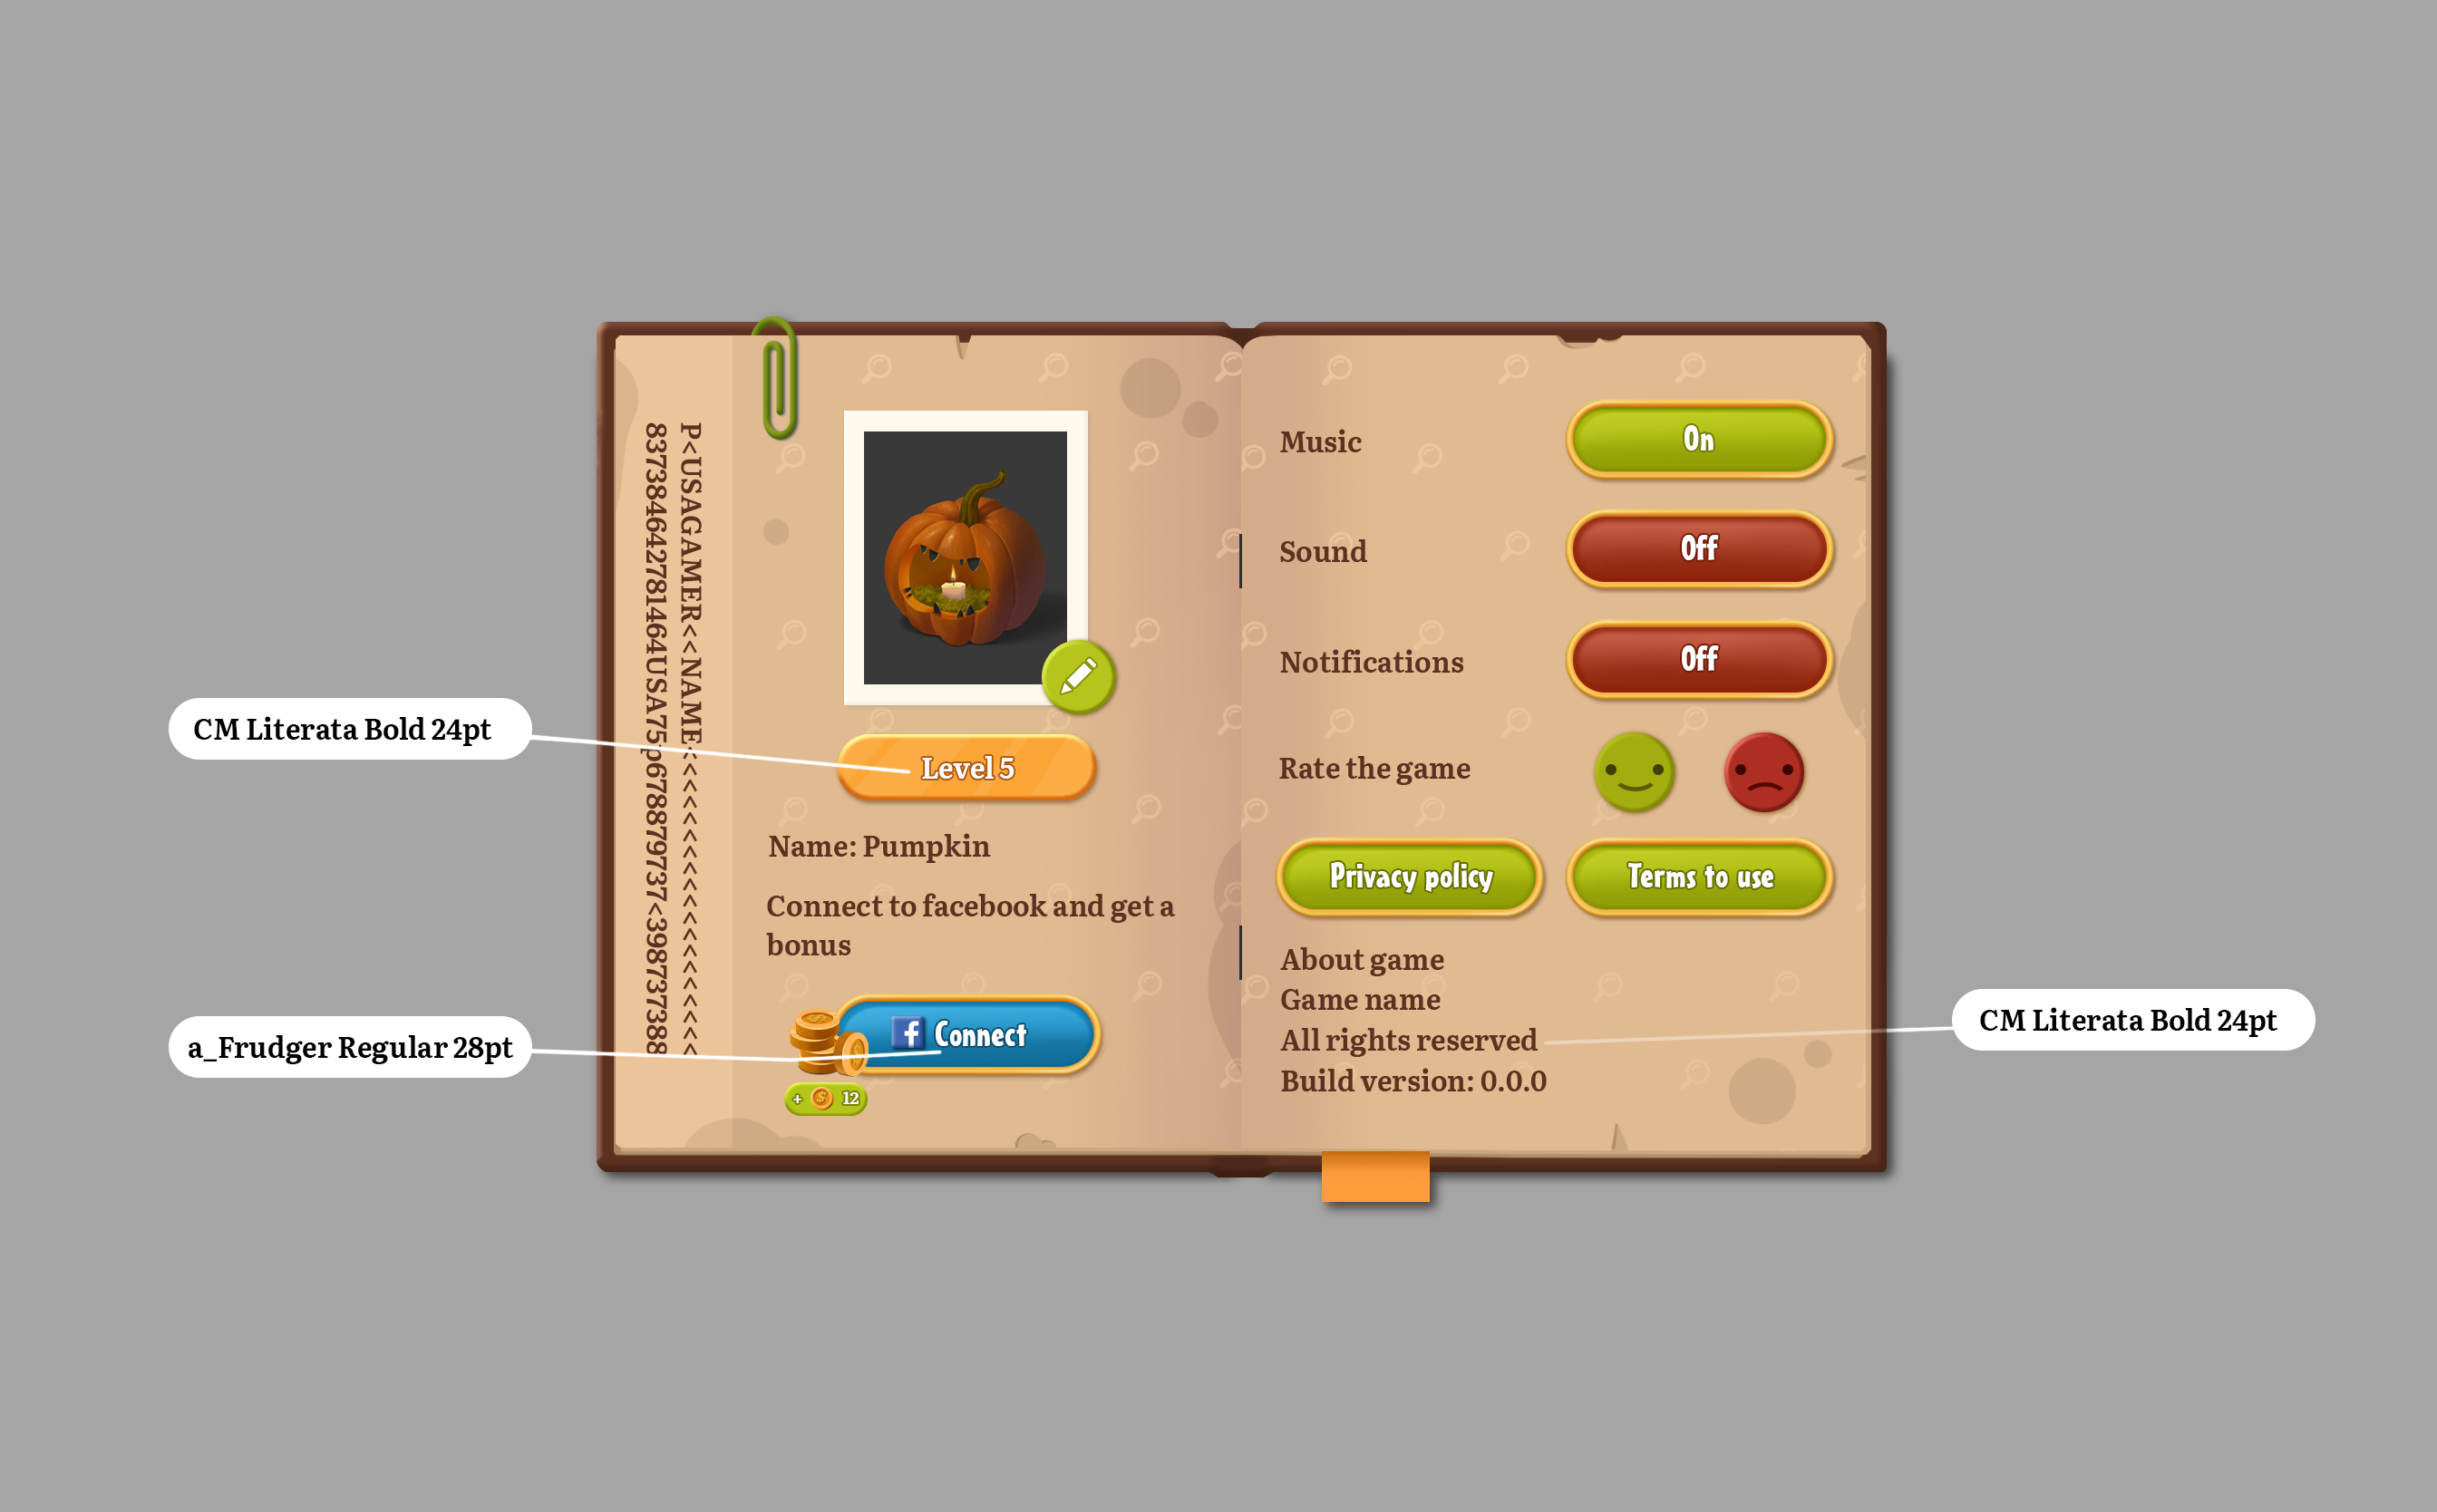 P<USAGAMER<<NAME<<<<<<<<<<<<<<<<<<<
83738464278146​4USA75p678879737<398737388
CM Literata Bold 24pt
Level 5
Name: Pumpkin
Connect to facebook and get a
bonus
a_Frudger Regular 28pt
Connect
+ 12
Music
On
Sound
Off
Notifications
Off
Rate the game
Privacy policy
Terms to use
About game
Game name
All rights reserved
Build version: 0.0.0
CM Literata Bold 24pt